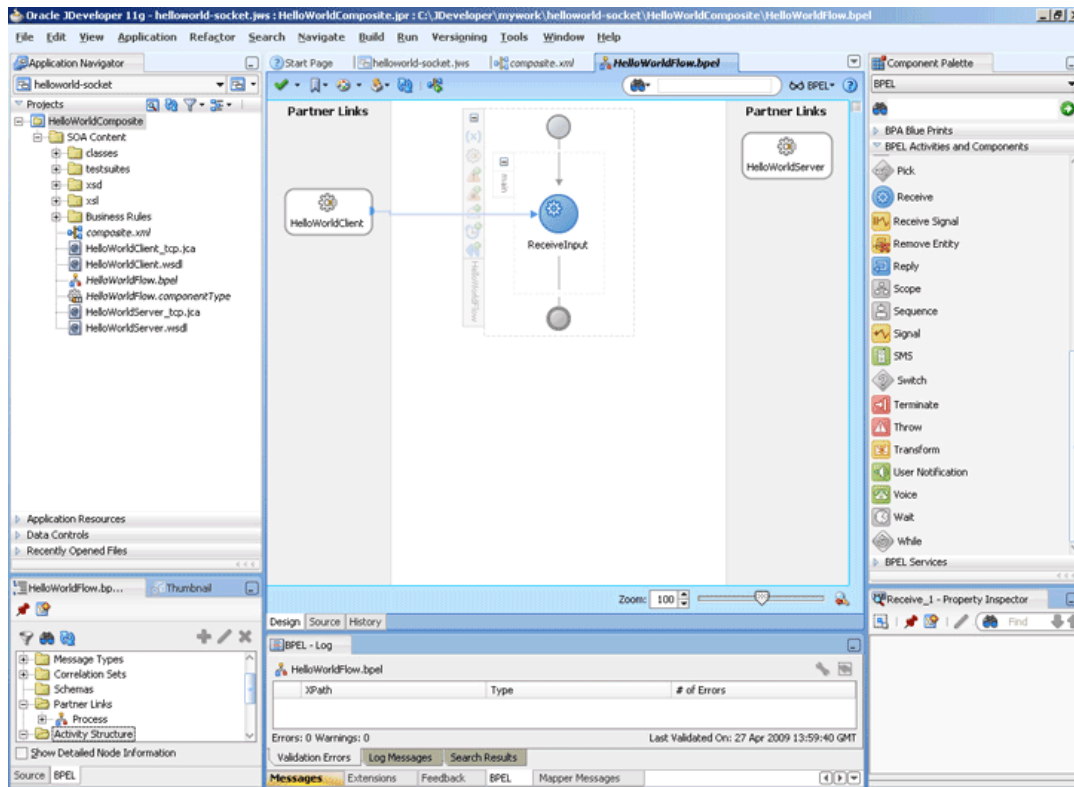 Oracle JDeveloper 11g - helloworld-socket.jws : HelloWorldComposite.jpr : C:\JDeveloper\mywork\helloworld-socket\HelloWorldComposite\HelloWorldFlow.bpel
File Edit View Application Refactor Search Navigate Build Run Versioning Tools Window Help
Application Navigator
helloworld-socket
Projects
HelloWorldComposite
SOA Content
classes
testsuites
xsd
xsl
Business Rules
composite.xml
HelloWorldClient_tcp.jca
HelloWorldClient.wsdl
HelloWorldFlow.bpel
HelloWorldFlow.componentType
HelloWorldServer_tcp.jca
HelloWorldServer.wsdl
Application Resources
Data Controls
Recently Opened Files
HelloWorldFlow.bp...
Thumbnail
Message Types
Correlation Sets
Schemas
Partner Links
Process
Activity Structure
Show Detailed Node Information
Source BPEL
Start Page
helloworld-socket.jws
composite.xml
HelloWorldFlow.bpel
BPEL
Partner Links
HelloWorldClient
main
HelloWorldFlow
ReceiveInput
Partner Links
HelloWorldServer
Zoom: 100
Design Source History
BPEL - Log
HelloWorldFlow.bpel
XPath Type # of Errors
Errors: 0 Warnings: 0
Last Validated On: 27 Apr 2009 13:59:40 GMT
Validation Errors Log Messages Search Results
Messages Extensions Feedback BPEL Mapper Messages
Component Palette
BPEL
BPA Blue Prints
BPEL Activities and Components
Pick
Receive
Receive Signal
Remove Entity
Reply
Scope
Sequence
Signal
SMS
Switch
Terminate
Throw
Transform
User Notification
Voice
Wait
While
BPEL Services
Receive_1 - Property Inspector
Find